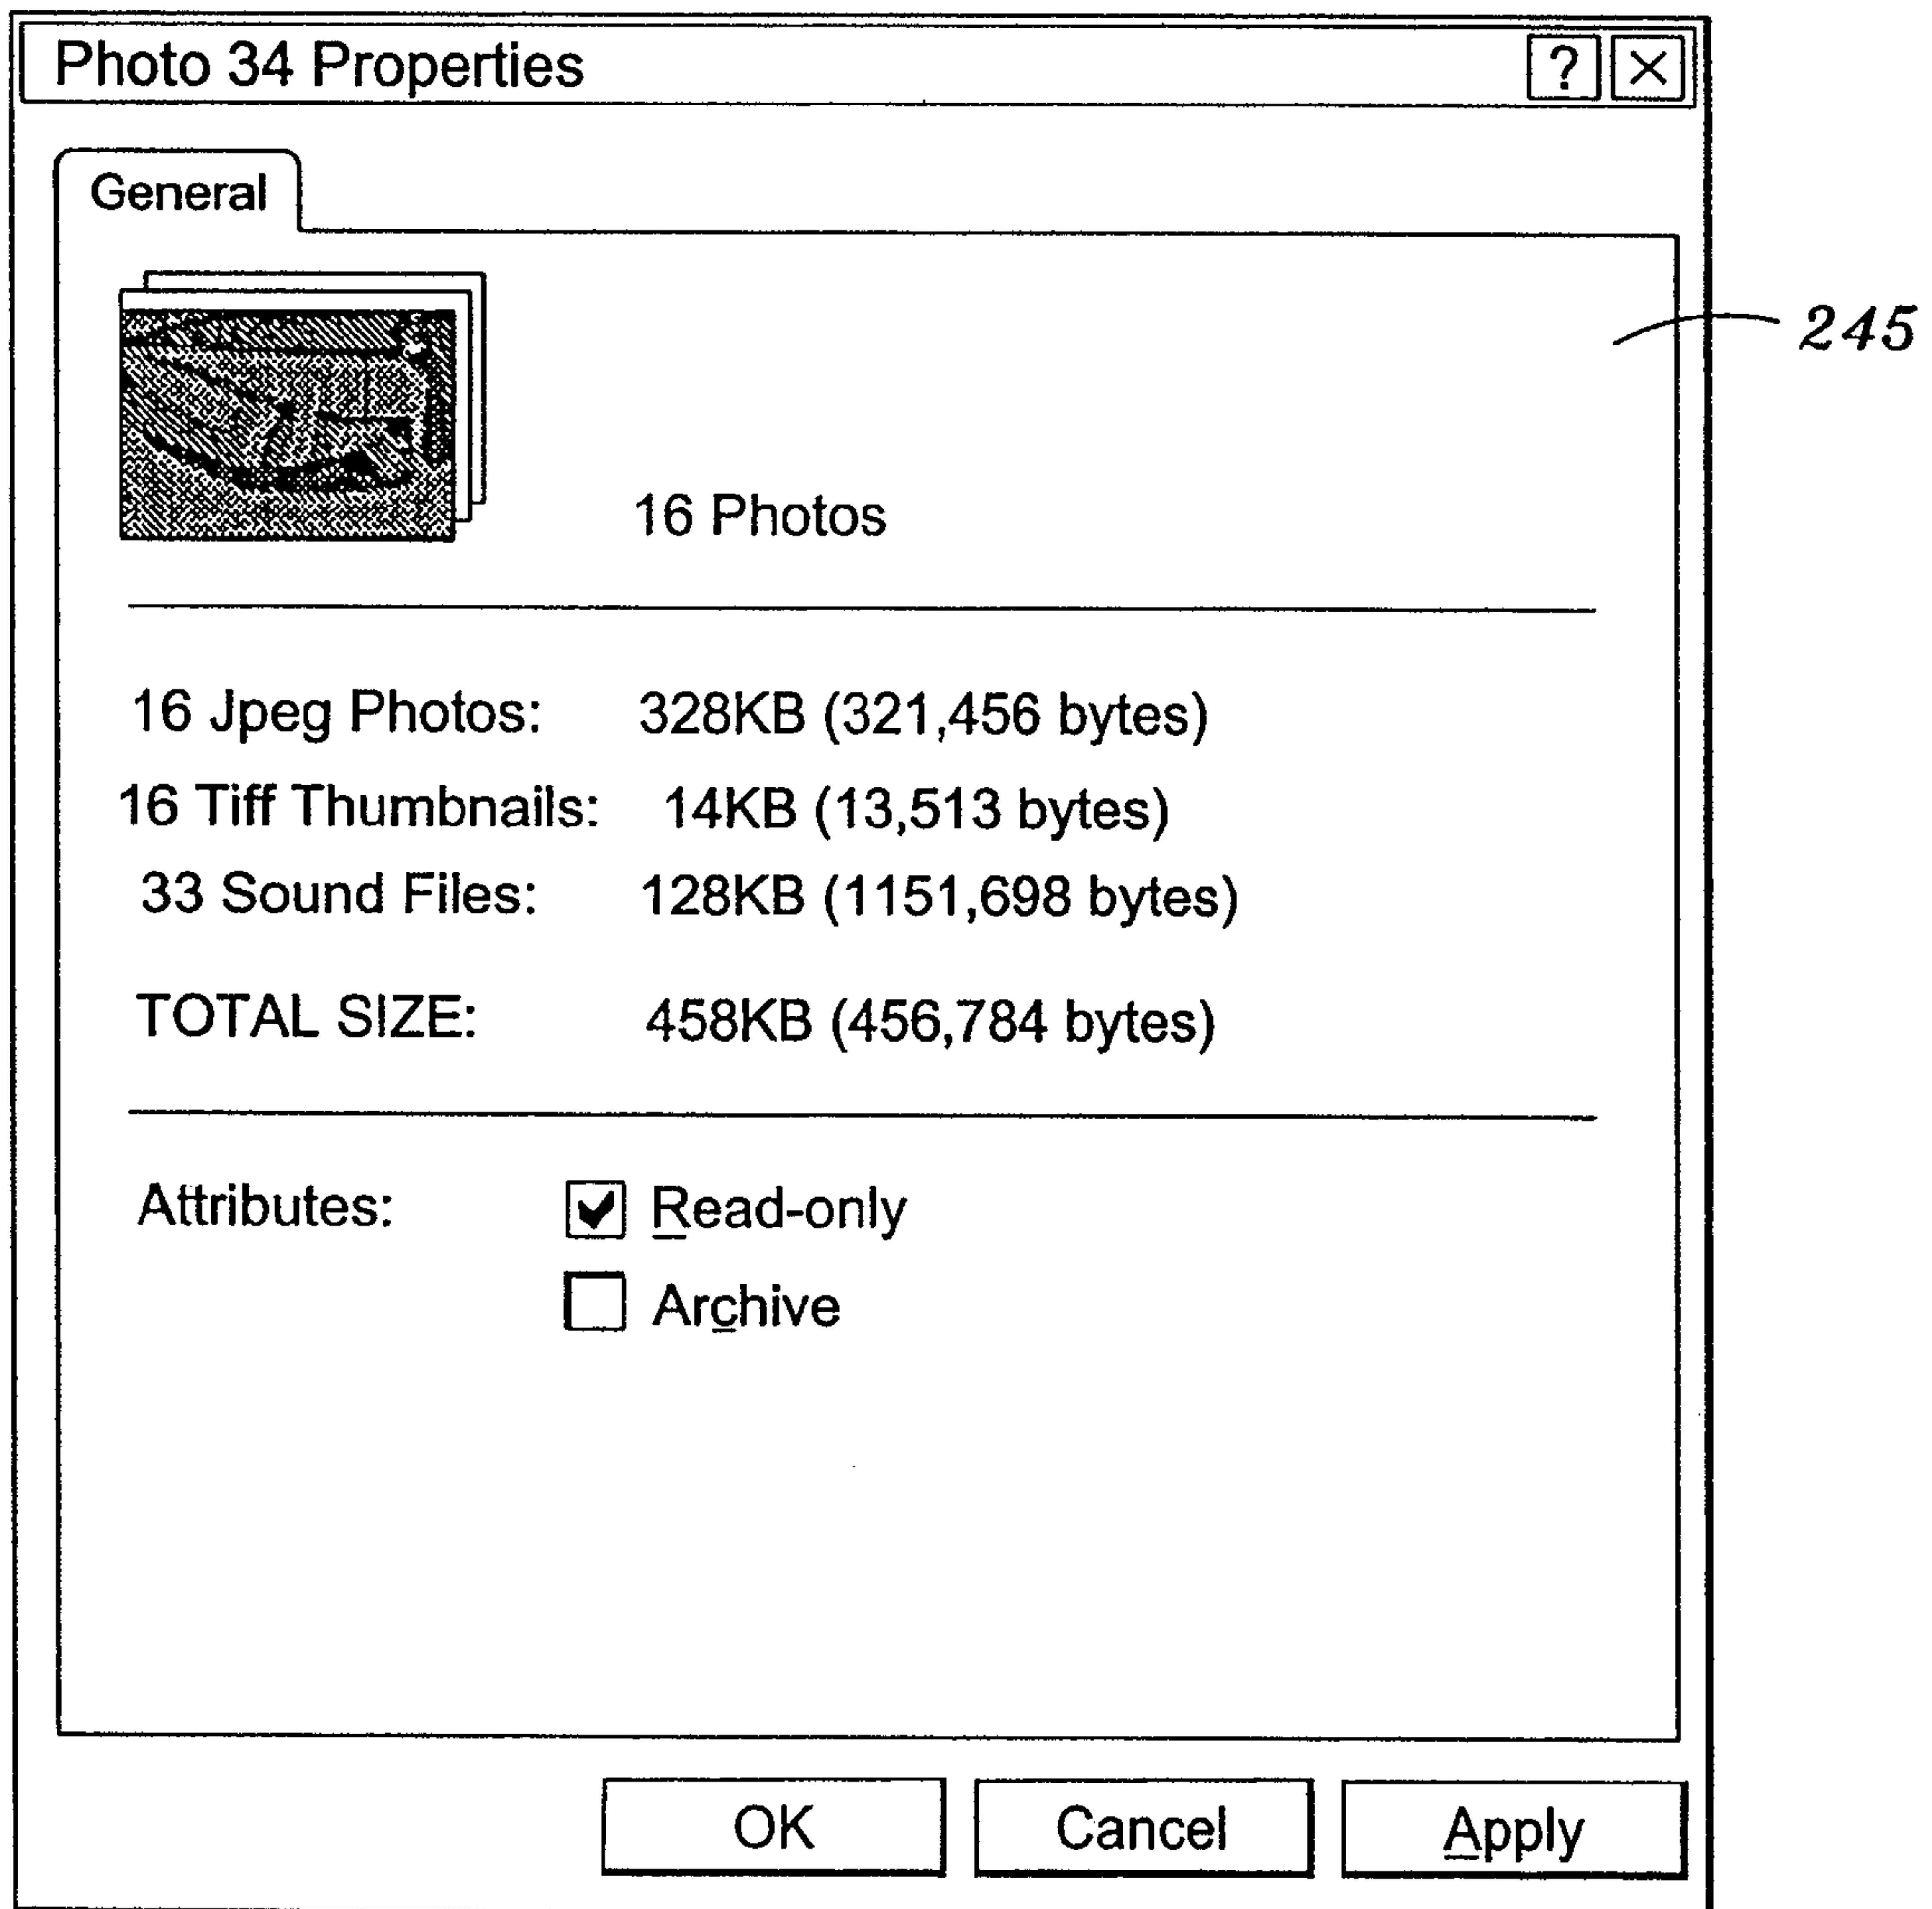 Photo 34 Properties ? ×
General
245
16 Photos
16 Jpeg Photos: 328KB (321,456 bytes)
16 Tiff Thumbnails: 14KB (13,513 bytes)
33 Sound Files: 128KB (1151,698 bytes)
TOTAL SIZE: 458KB (456,784 bytes)
Attributes: Read-only
Archive
OK Cancel Apply